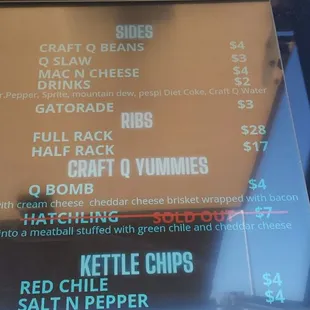 SIDES
CRAFT Q BEANS $4
Q SLAW $3
MAC N CHEESE $4
DRINKS $2
r.Pepper, Sprite, mountain dew, pespi Diet Coke, Craft Q Water
GATORADE $3
RIBS
FULL RACK $28
HALF RACK $17
CRAFT Q YUMMIES
Q BOMB $4
with cream cheese cheddar cheese brisket wrapped with bacon
HATCHLING SOLD OUT $7
into a meatball stuffed with green chile and cheddar cheese
KETTLE CHIPS
RED CHILE $4
SALT N PEPPER $4